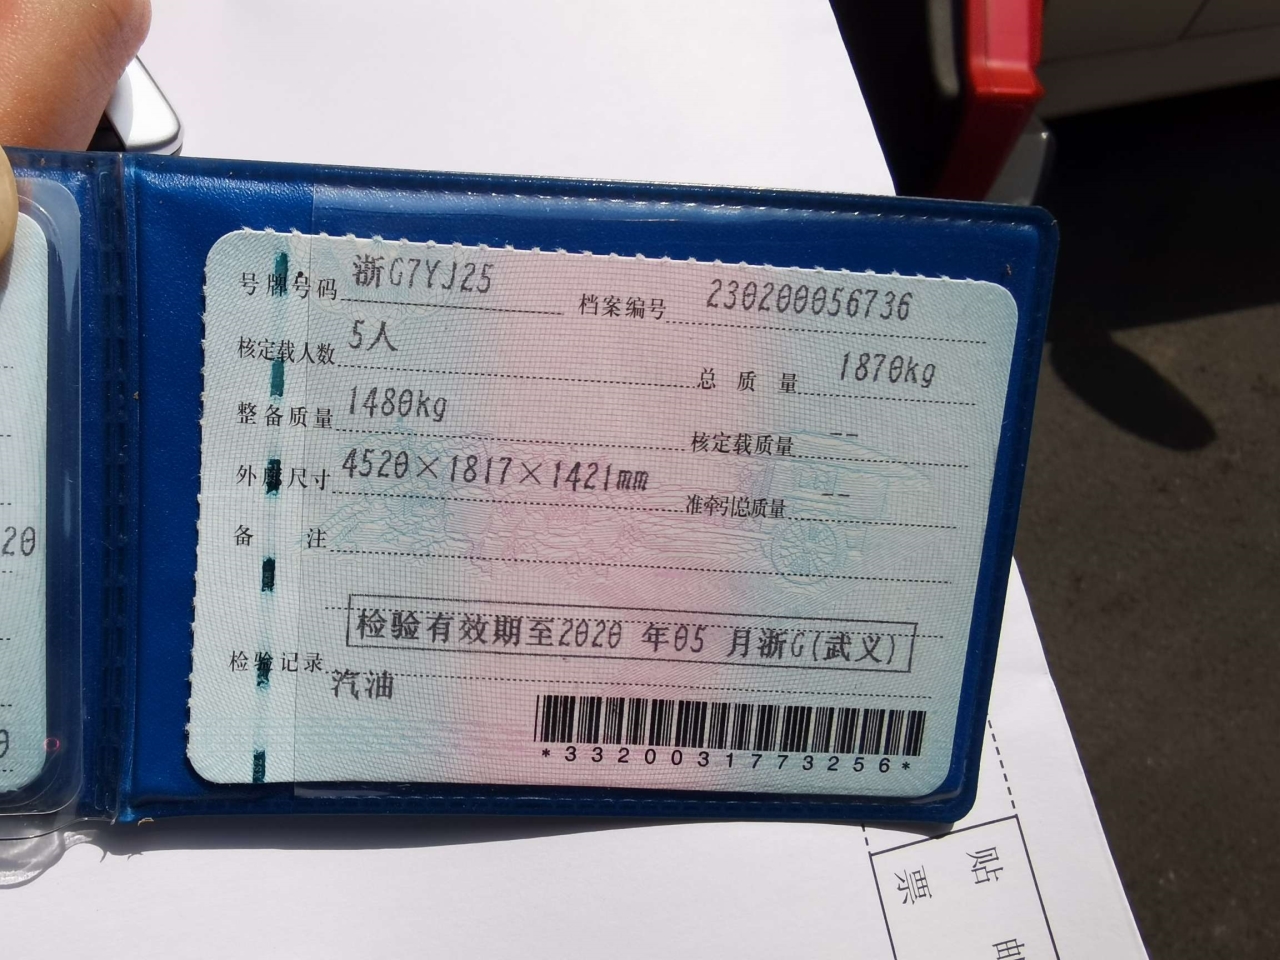 号牌号码 浙G7YJ25 档案编号 230200056736
核定载人数 5人 总质量 1870kg
整备质量 1480kg 核定载质量 --
外廓尺寸 4520×1817×1421mm 准牵引总质量 --
备注
检验有效期至2020 年05 月浙G(武义)
检验记录
汽油
*3320031773256*
20
贴
票